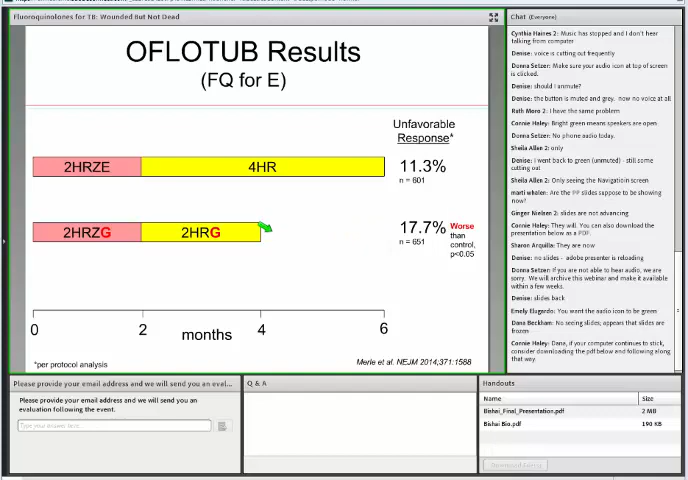 Fluoroquinolones for TB: Wounded But Not Dead
OFLOTUB Results
(FQ for E)
Unfavorable
Response*
2HRZE
4HR
11.3%
n = 601
2HRZG
2HRG
17.7%
n = 651
Worse
than
control,
p<0.05
0
2
months
4
6
*per protocol analysis
Merle et al. NEJM 2014;371:1588
Chat (Everyone)
Cynthia Haines 2: Music has stopped and I don't hear
talking from computer
Denise: voice is cutting out frequently
Donna Setzer: Make sure your audio icon at top of screen
is clicked.
Denise: should I unmute?
Denise: the button is muted and grey. now no voice at all
Ruth Moro 2: I have the same problem
Connie Haley: Bright green means speakers are open
Donna Setzer: No phone audio today.
Sheila Allen 2: only
Denise: I went back to green (unmuted) - still some
cutting out
Sheila Allen 2: Only seeing the Navigation screen
marti whalen: Are the PP slides suppose to be showing
now?
Ginger Nielsen 2: slides are not advancing
Connie Haley: They will. You can also download the
presentation below as a PDF.
Sharon Arquilla: They are now
Denise: no slides - adobe presenter is reloading
Donna Setzer: If you are not able to hear audio, we are
sorry. We will archive this webinar and make it available
within a few weeks.
Denise: slides back
Emely Elugardo: You want the audio icon to be green
Dana Beckham: No seeing slides; appears that slides are
frozen
Connie Haley: Dana, if your computer continues to stick,
consider downloading the pdf below and following along
that way.
Please provide your email address and we will send you an eval...
Please provide your email address and we will send you an
evaluation following the event.
Type your answer here...
Q & A
Handouts
Name Size
Bishai_Final_Presentation.pdf 2 MB
Bishai Bio.pdf 190 KB